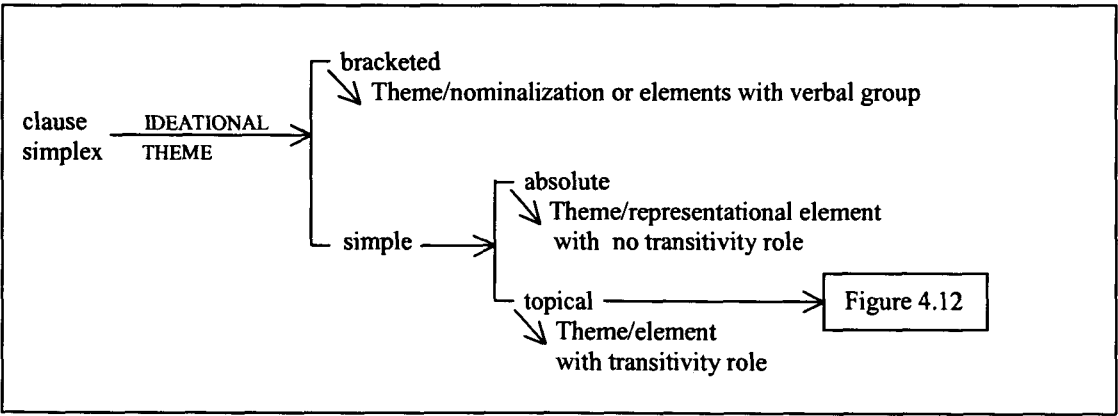 bracketed
Theme/nominalization or elements with verbal group
clause
simplex
IDEATIONAL
THEME
absolute
Theme/representational element
with no transitivity role
simple
topical
Figure 4.12
Theme/element
with transitivity role